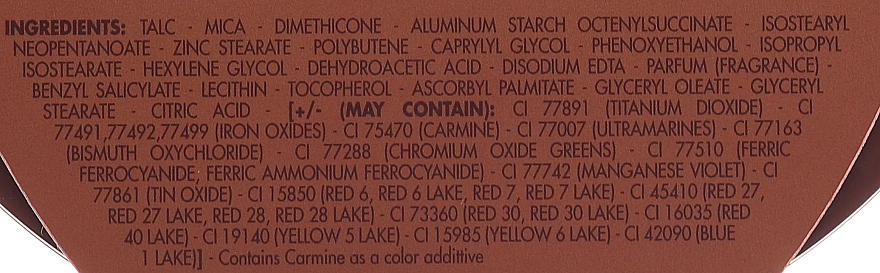 INGREDIENTS: TALC - MICA - DIMETHICONE - ALUMINUM STARCH OCTENYLSUCCINATE - ISOSTEARYL
NEOPENTANOATE - ZINC STEARATE - POLYBUTENE - CAPRYLYL GLYCOL - PHENOXYETHANOL - ISOPROPYL
ISOSTEARATE - HEXYLENE GLYCOL - DEHYDROACETIC ACID - DISODIUM EDTA - PARFUM (FRAGRANCE) -
BENZYL SALICYLATE - LECITHIN - TOCOPHEROL - ASCORBYL PALMITATE - GLYCERYL OLEATE - GLYCERYL
STEARATE - CITRIC ACID - [+/- (MAY CONTAIN): CI 77891 (TITANIUM DIOXIDE) - CI
77491,77492,77499 (IRON OXIDES) - CI 75470 (CARMINE) - CI 77007 (ULTRAMARINES) - CI 77163
(BISMUTH OXYCHLORIDE) - CI 77288 (CHROMIUM OXIDE GREENS) - CI 77510 (FERRIC
FERROCYANIDE, FERRIC AMMONIUM FERROCYANIDE) - CI 77742 (MANGANESE VIOLET) - CI
77861 (TIN OXIDE) - CI 15850 (RED 6, RED 6 LAKE, RED 7, RED 7 LAKE) - CI 45410 (RED 27,
RED 27 LAKE, RED 28, RED 28 LAKE) - CI 73360 (RED 30, RED 30 LAKE) - CI 16035 (RED
40 LAKE) - CI 19140 (YELLOW 5 LAKE) - CI 15985 (YELLOW 6 LAKE) - CI 42090 (BLUE
1 LAKE)] - Contains Carmine as a color addittive